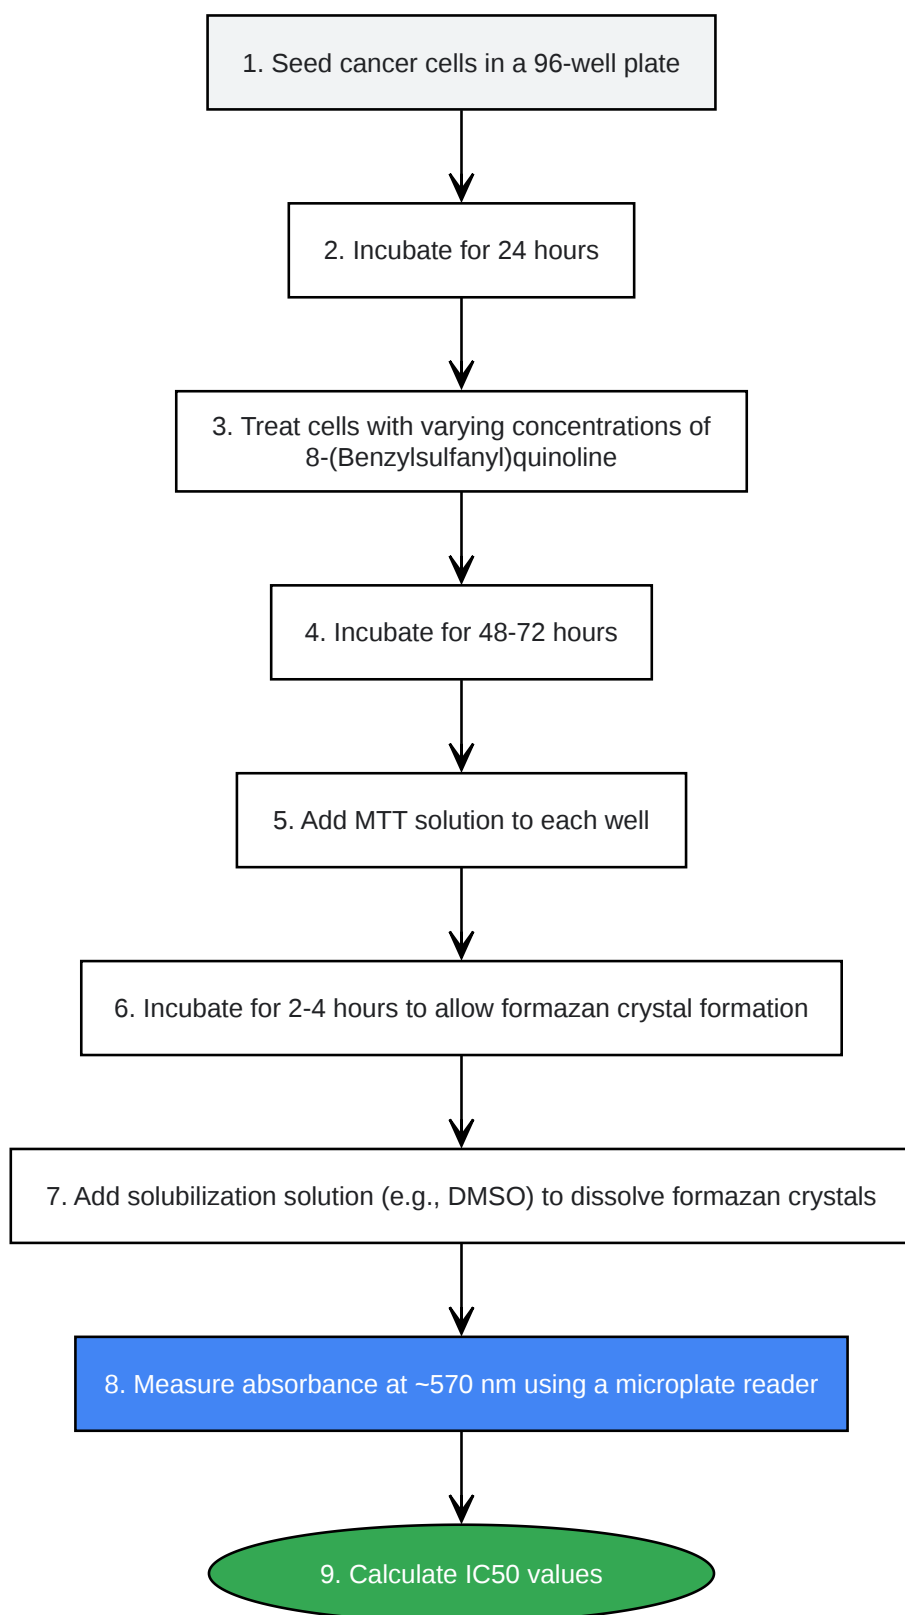 1. Seed cancer cells in a 96-well plate
2. Incubate for 24 hours
3. Treat cells with varying concentrations of
8-(Benzylsulfanyl)quinoline
4. Incubate for 48-72 hours
5. Add MTT solution to each well
6. Incubate for 2-4 hours to allow formazan crystal formation
7. Add solubilization solution (e.g., DMSO) to dissolve formazan crystals
8. Measure absorbance at ~570 nm using a microplate reader
9. Calculate IC50 values